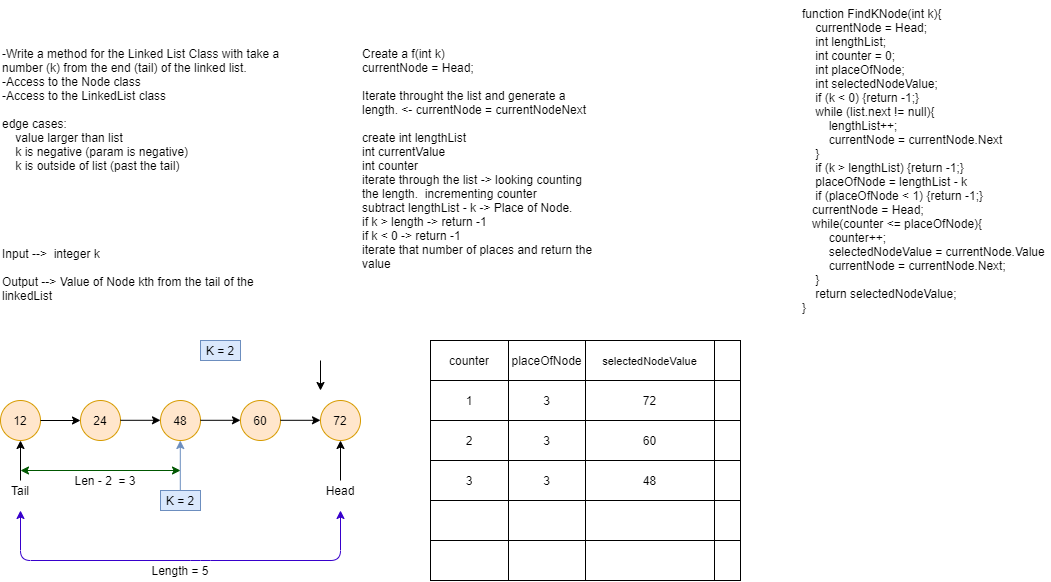 -Write a method for the Linked List Class with take a
number (k) from the end (tail) of the linked list.
-Access to the Node class
-Access to the LinkedList class
edge cases:
value larger than list
k is negative (param is negative)
k is outside of list (past the tail)
Input --> integer k
Output --> Value of Node kth from the tail of the
linkedList
Create a f(int k)
currentNode = Head;
Iterate throught the list and generate a
length. <- currentNode = currentNodeNext
create int lengthList
int currentValue
int counter
iterate through the list -> looking counting
the length. incrementing counter
subtract lengthList - k -> Place of Node.
if k > length -> return -1
if k < 0 -> return -1
iterate that number of places and return the
value
function FindKNode(int k){
currentNode = Head;
int lengthList;
int counter = 0;
int placeOfNode;
int selectedNodeValue;
if (k < 0) {return -1;}
while (list.next != null){
lengthList++;
currentNode = currentNode.Next
}
if (k > lengthList) {return -1;}
placeOfNode = lengthList - k
if (placeOfNode < 1) {return -1;}
currentNode = Head;
while(counter <= placeOfNode){
counter++;
selectedNodeValue = currentNode.Value
currentNode = currentNode.Next;
}
return selectedNodeValue;
}
K = 2
12 24 48 60 72
Len - 2 = 3
Tail
K = 2
Head
Length = 5
counter placeOfNode selectedNodeValue
1 3 72
2 3 60
3 3 48